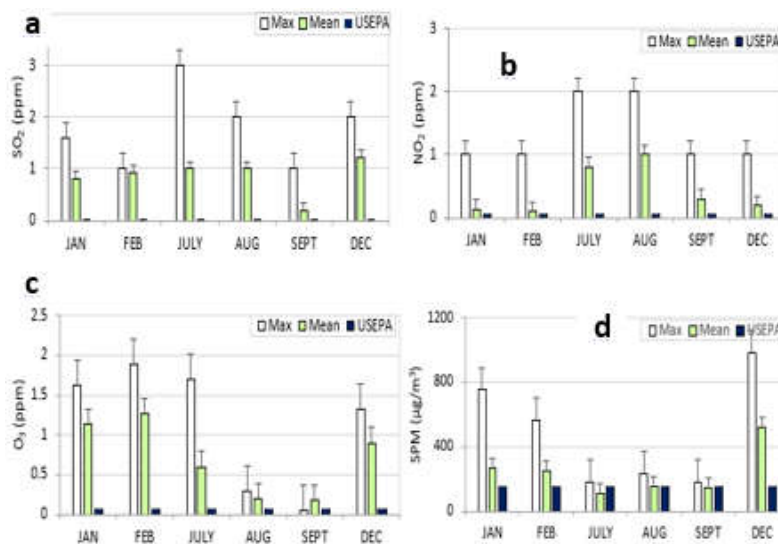 a
Max Mean USEPA
SO₂ (ppm)
3
2
1
0
JAN FEB JULY AUG SEPT DEC
b
Max Mean USEPA
NO₂ (ppm)
3
2
1
0
JAN FEB JULY AUG SEPT DEC
c
Max Mean USEPA
O₃ (ppm)
2.5
2
1.5
1
0.5
0
JAN FEB JULY AUG SEPT DEC
d
Max Mean USEPA
SPM (µg/m³)
1200
800
400
0
JAN FEB JULY AUG SEPT DEC